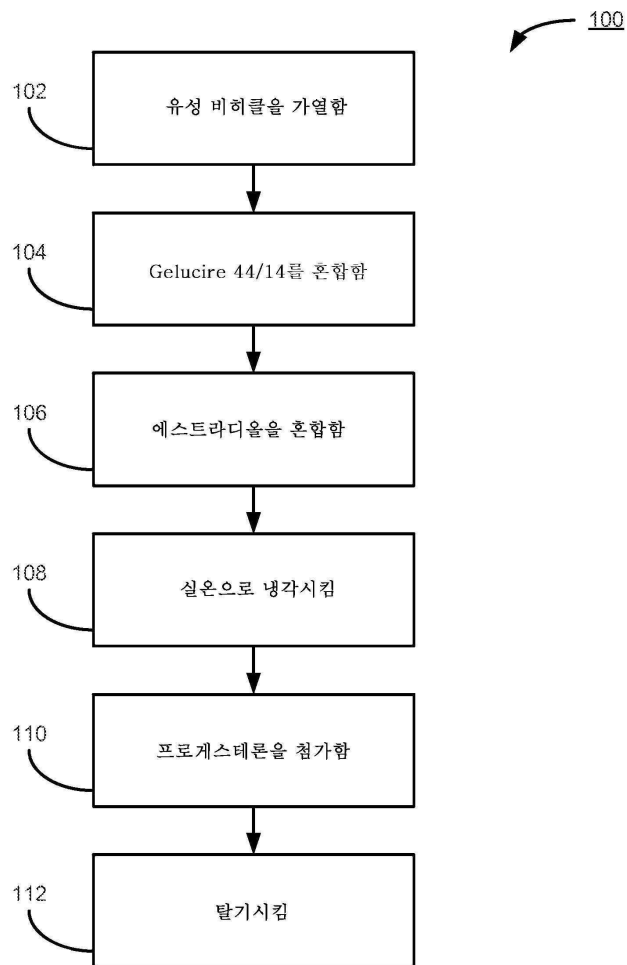 100
102
유성 비히클을 가열함
104
Gelucire 44/14를 혼합함
106
에스트라디올을 혼합함
108
실온으로 냉각시킴
110
프로게스테론을 첨가함
112
탈기시킴